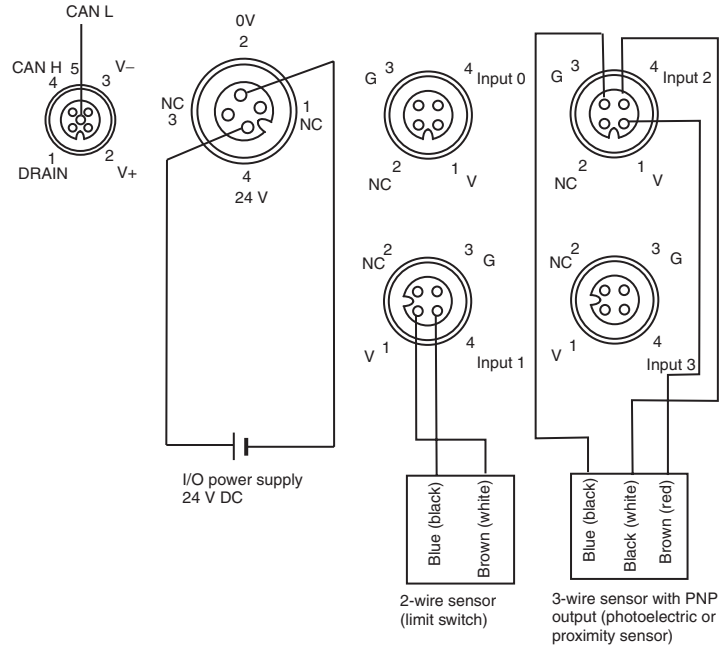 CAN L
CAN H
5
4
3
V–
1
DRAIN
2
V+
0V
2
NC
3
1
NC
4
24 V
I/O power supply
24 V DC
G
3
4
Input 0
2
NC
1
V
NC
2
3
G
V
1
4
Input 1
Blue (black)
Brown (white)
2-wire sensor
(limit switch)
G
3
4
Input 2
2
NC
1
V
NC
2
3
G
V
1
4
Input 3
Blue (black)
Black (white)
Brown (red)
3-wire sensor with PNP
output (photoelectric or
proximity sensor)